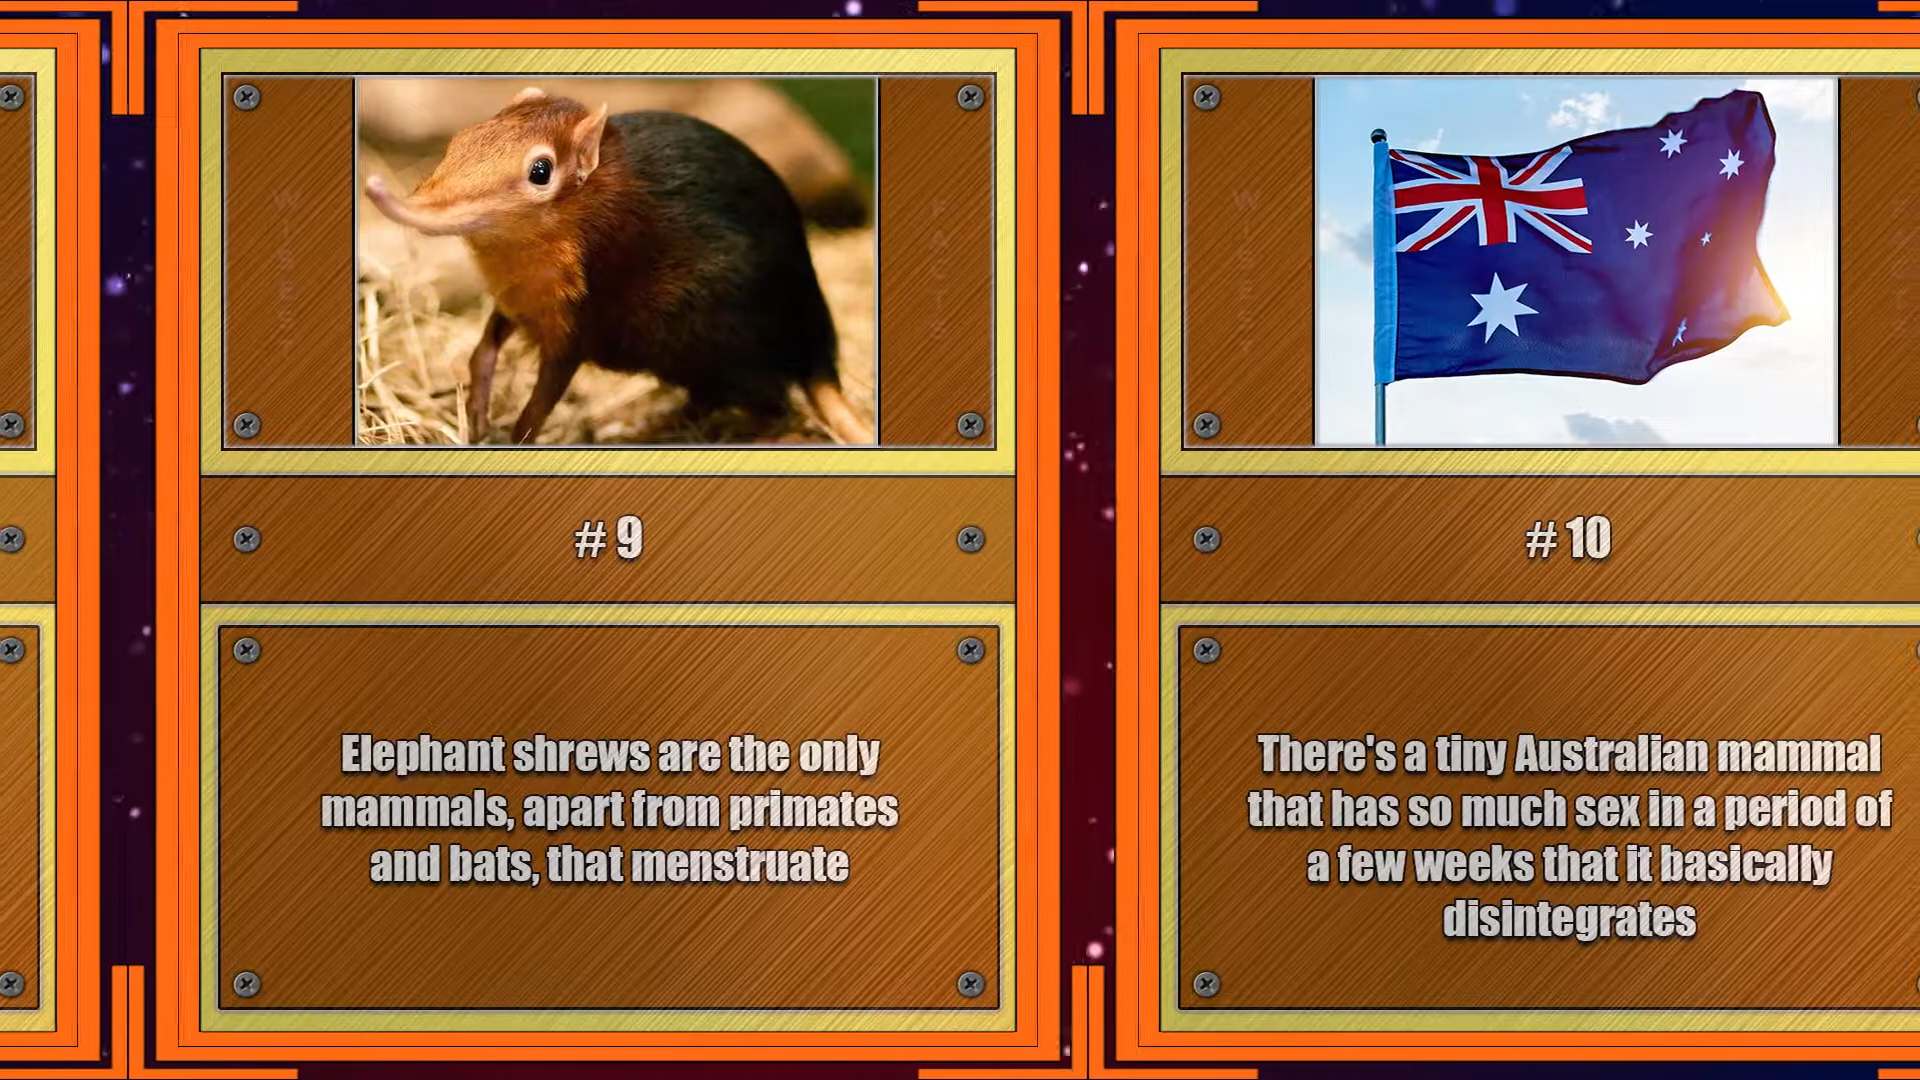 # 9
Elephant shrews are the only
mammals, apart from primates
and bats, that menstruate
# 10
There's a tiny Australian mammal
that has so much sex in a period of
a few weeks that it basically
disintegrates